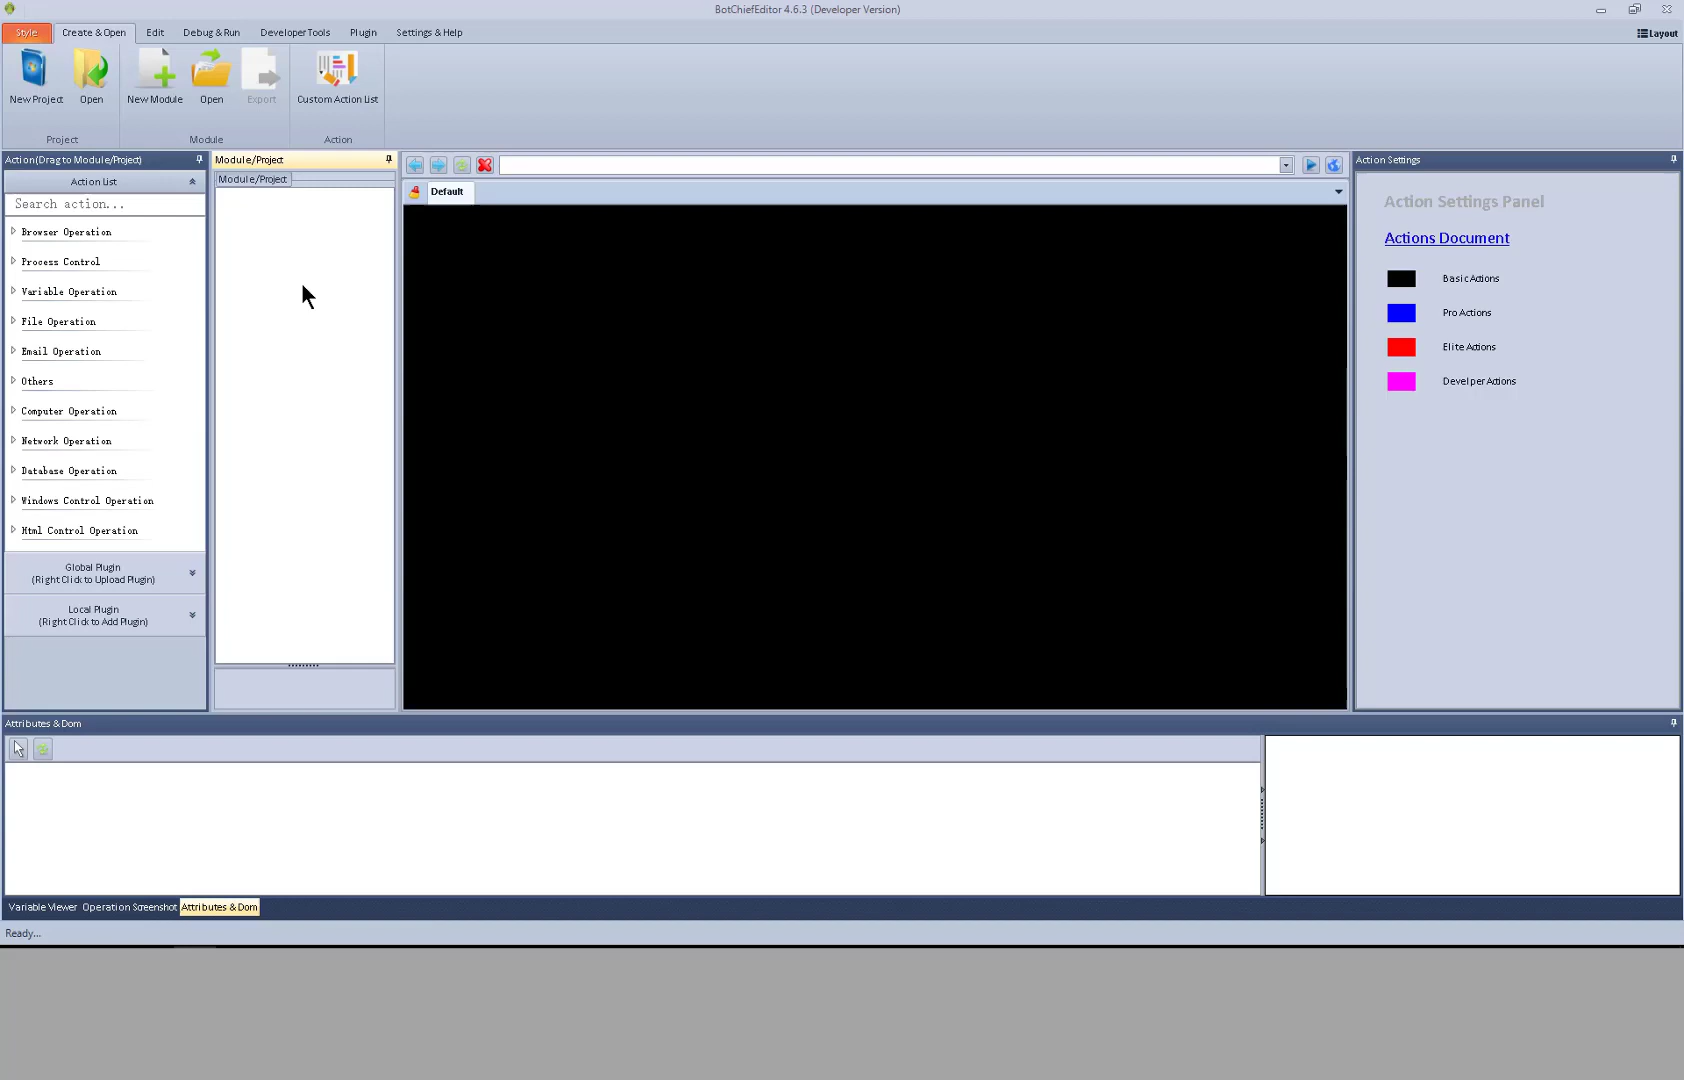 BotChiefEditor 4.6.3 (Developer Version)
Style
Create & Open
Edit
Debug & Run
Developer Tools
Plugin
Settings & Help
Layout
New Project
Open
New Module
Open
Export
Custom Action List
Project
Module
Action
Action(Drag to Module/Project)
Module/Project
Action Settings
Action List
Module/Project
Search action...
Default
Browser Operation
Process Control
Variable Operation
File Operation
Email Operation
Others
Computer Operation
Network Operation
Database Operation
Windows Control Operation
Html Control Operation
Global Plugin
(Right Click to Upload Plugin)
Local Plugin
(Right Click to Add Plugin)
Action Settings Panel
Actions Document
Basic Actions
Pro Actions
Elite Actions
Develper Actions
Attributes & Dom
Variable Viewer
Operation Screenshot
Attributes & Dom
Ready...